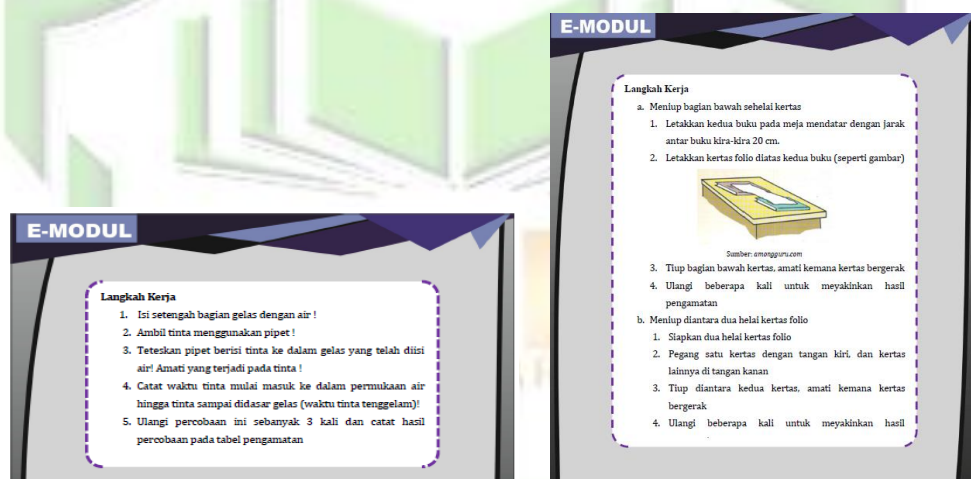 E-MODUL
Langkah Kerja
1. Isi setengah bagian gelas dengan air !
2. Ambil tinta menggunakan pipet !
3. Teteskan pipet berisi tinta ke dalam gelas yang telah diisi
air! Amati yang terjadi pada tinta !
4. Catat waktu tinta mulai masuk ke dalam permukaan air
hingga tinta sampai didasar gelas (waktu tinta tenggelam)!
5. Ulangi percobaan ini sebanyak 3 kali dan catat hasil
percobaan pada tabel pengamatan
E-MODUL
Langkah Kerja
a. Meniup bagian bawah sehelai kertas
1. Letakkan kedua buku pada meja mendatar dengan jarak
antar buku kira-kira 20 cm.
2. Letakkan kertas folio diatas kedua buku (seperti gambar)
Sumber: amongguru.com
3. Tiup bagian bawah kertas, amati kemana kertas bergerak
4. Ulangi beberapa kali untuk meyakinkan hasil
pengamatan
b. Meniup diantara dua helai kertas folio
1. Siapkan dua helai kertas folio
2. Pegang satu kertas dengan tangan kiri, dan kertas
lainnya di tangan kanan
3. Tiup diantara kedua kertas, amati kemana kertas
bergerak
4. Ulangi beberapa kali untuk meyakinkan hasil